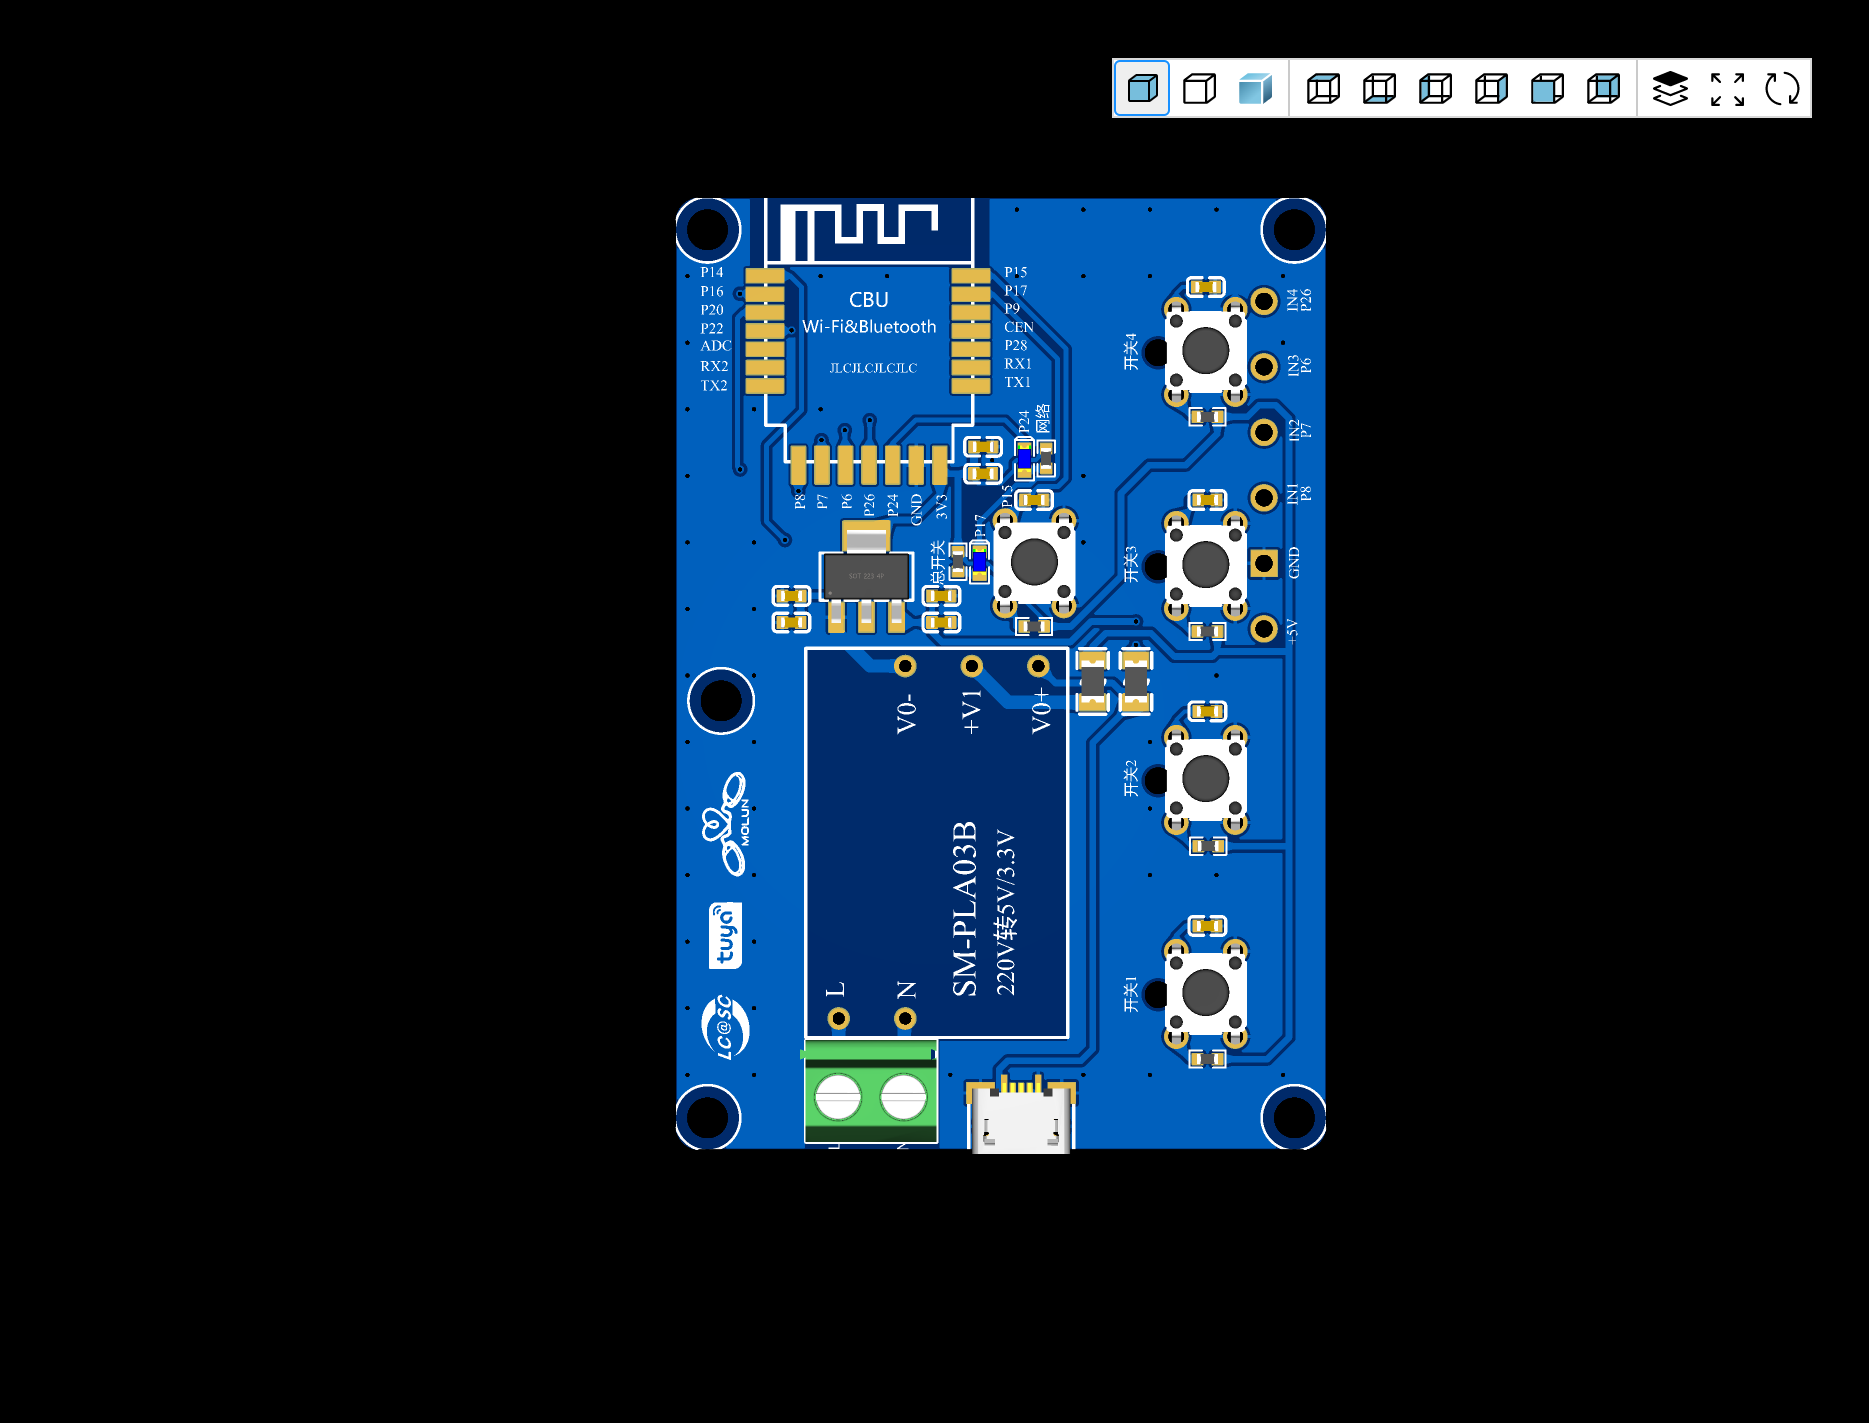 P14
P16
P20
P22
ADC
RX2
TX2
CBU
Wi-Fi&Bluetooth
JLCJLCJLCJLC
P15
P17
P9
CEN
P28
RX1
TX1
P8
P7
P6
P26
P24
GND
3V3
P24
网络
P15
P17
总开关
SOT 223 4P
开关4
开关3
开关2
开关1
IN4
P26
IN3
P6
IN2
P7
IN1
P8
GND
+5V
V0-
+V1
V0+
SM-PLA03B
220V转5V/3.3V
L
N
MOLUN
tuya
LC@SC